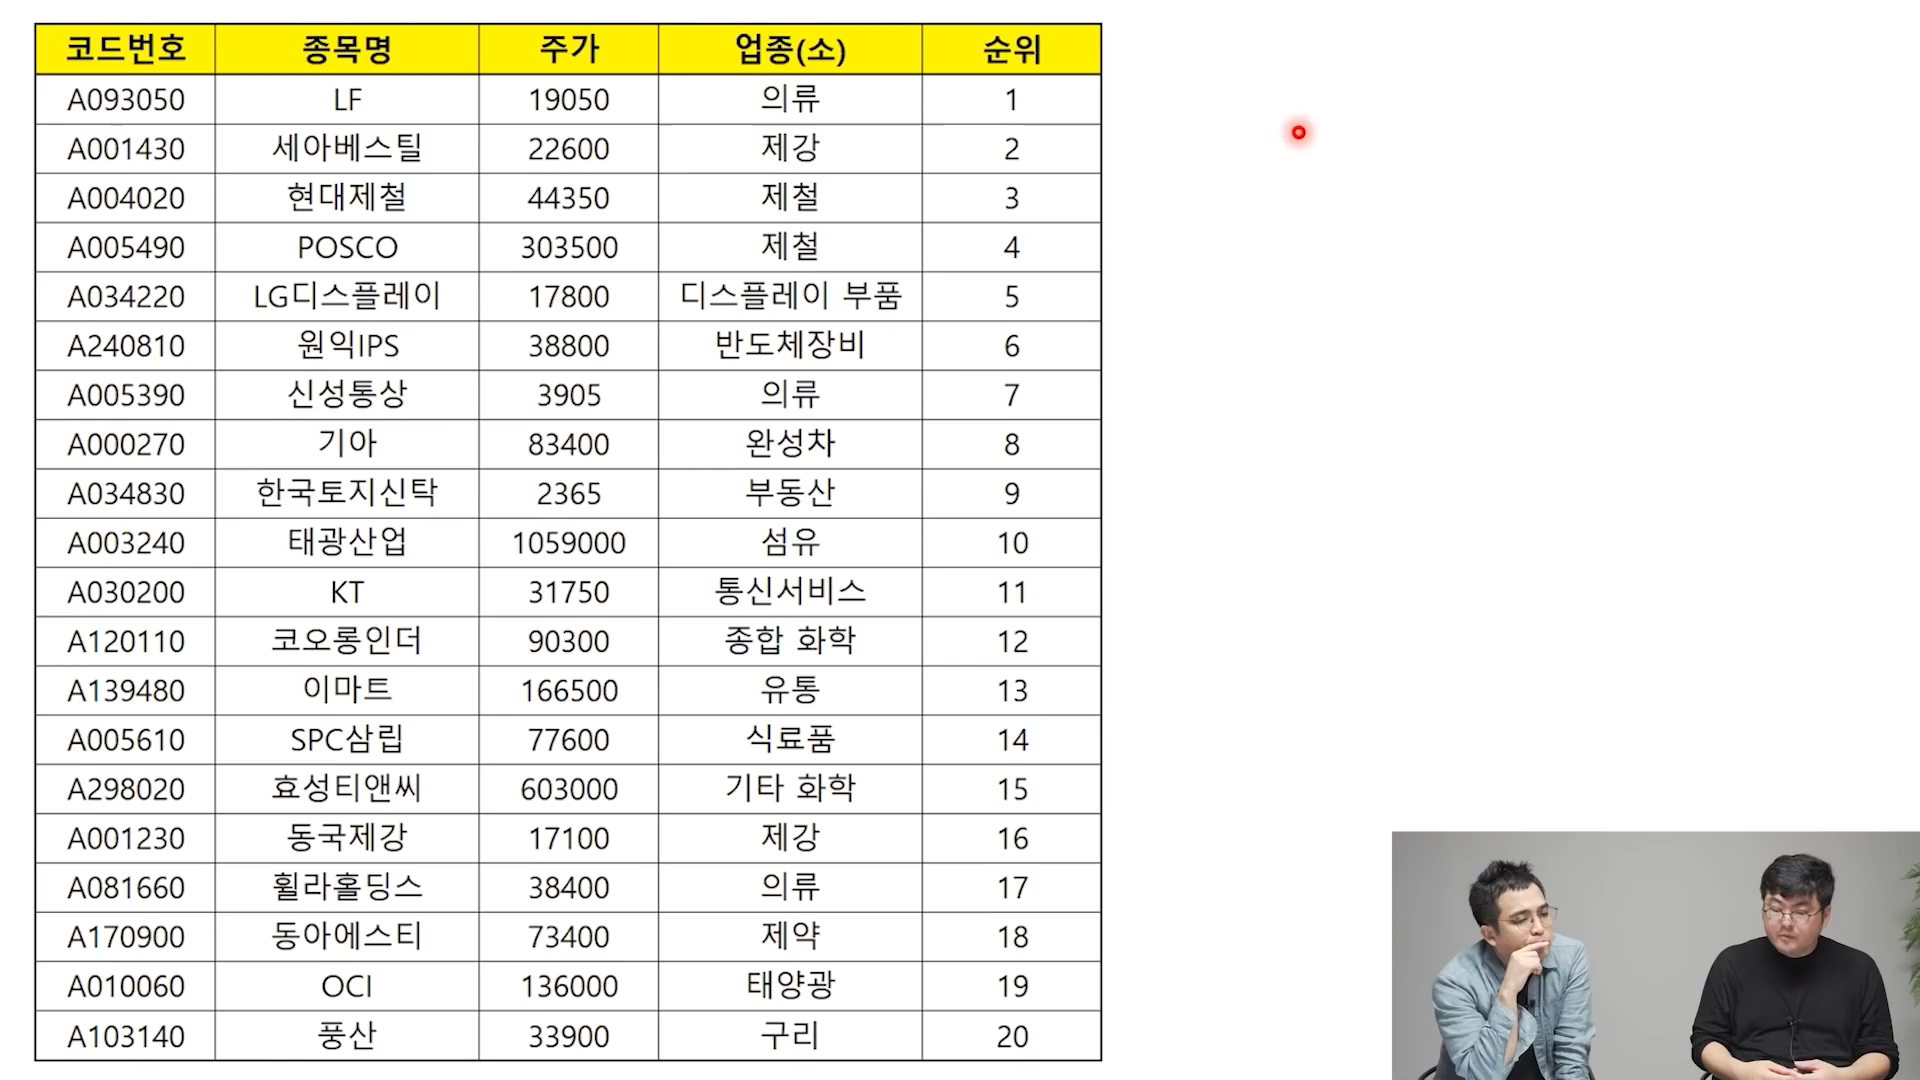 코드번호 종목명 주가 업종(소) 순위
A093050 LF 19050 의류 1
A001430 세아베스틸 22600 제강 2
A004020 현대제철 44350 제철 3
A005490 POSCO 303500 제철 4
A034220 LG디스플레이 17800 디스플레이 부품 5
A240810 원익IPS 38800 반도체장비 6
A005390 신성통상 3905 의류 7
A000270 기아 83400 완성차 8
A034830 한국토지신탁 2365 부동산 9
A003240 태광산업 1059000 섬유 10
A030200 KT 31750 통신서비스 11
A120110 코오롱인더 90300 종합 화학 12
A139480 이마트 166500 유통 13
A005610 SPC삼립 77600 식료품 14
A298020 효성티앤씨 603000 기타 화학 15
A001230 동국제강 17100 제강 16
A081660 휠라홀딩스 38400 의류 17
A170900 동아에스티 73400 제약 18
A010060 OCI 136000 태양광 19
A103140 풍산 33900 구리 20